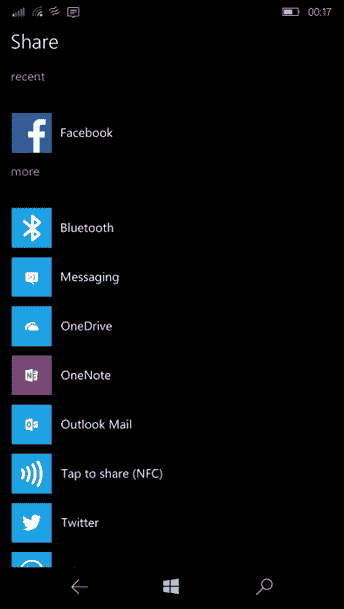 00:17
Share
recent
Facebook
more
Bluetooth
Messaging
OneDrive
OneNote
Outlook Mail
Tap to share (NFC)
Twitter